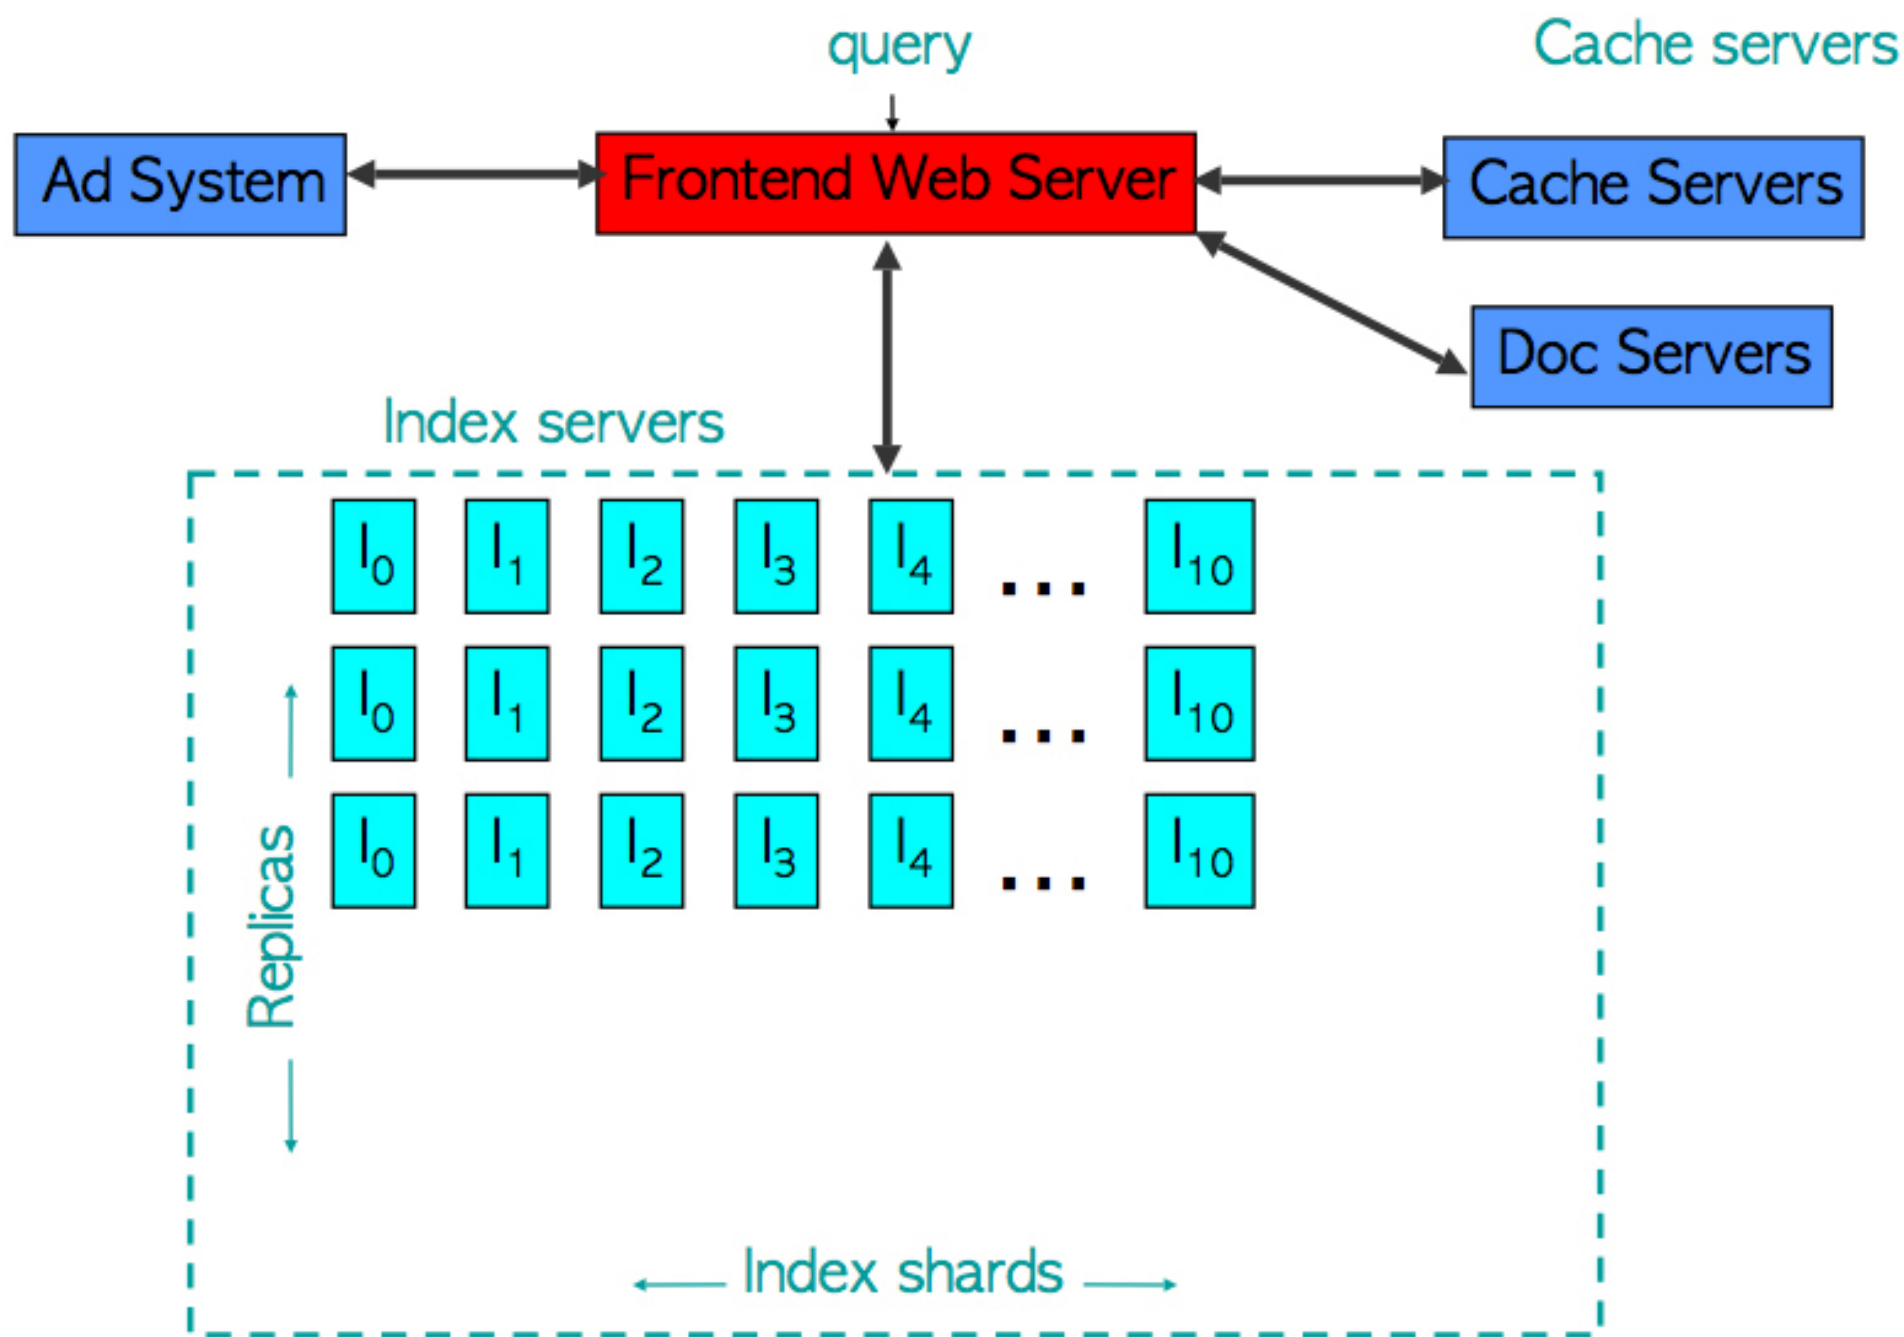 query
Cache servers
Ad System
Frontend Web Server
Cache Servers
Doc Servers
Index servers
I0 I1 I2 I3 I4 ... I10
I0 I1 I2 I3 I4 ... I10
I0 I1 I2 I3 I4 ... I10
Replicas
Index shards